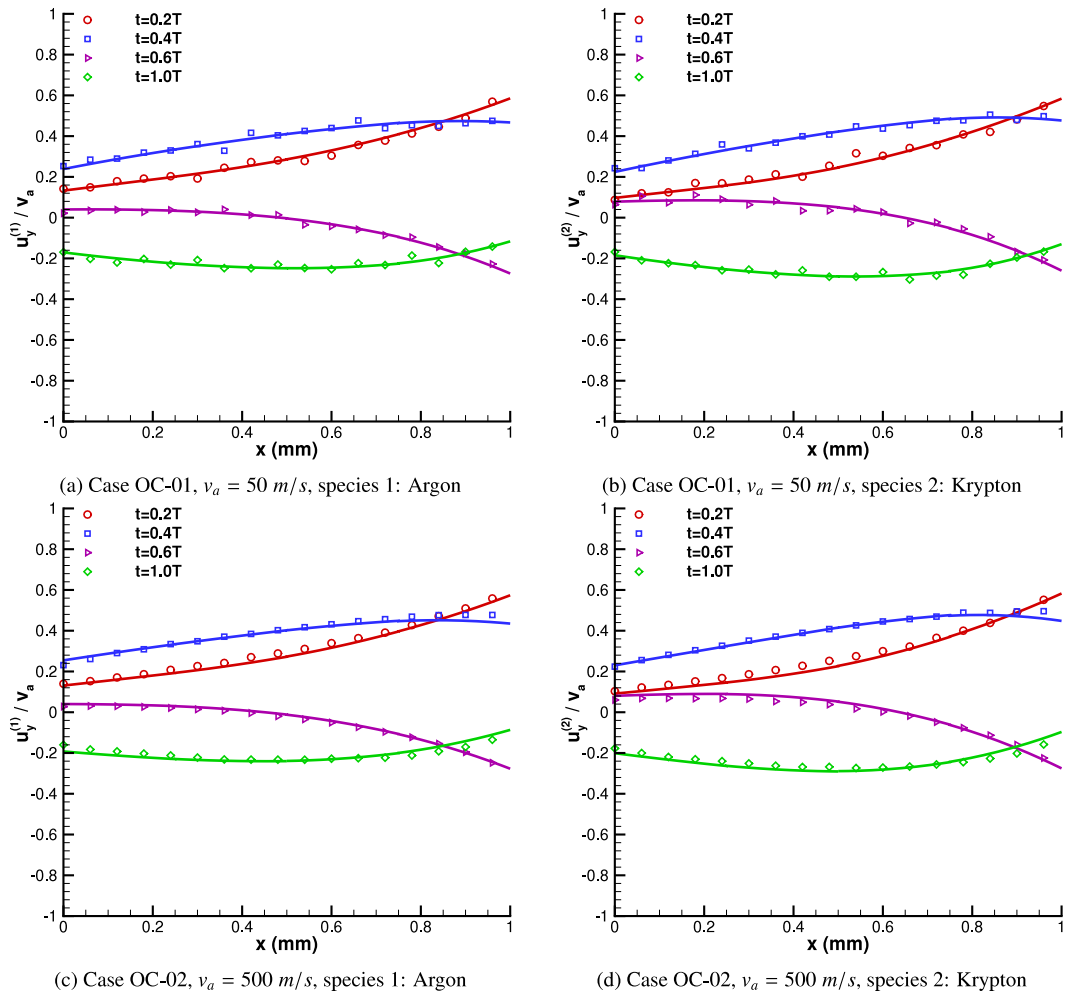 1
0.8
0.6
0.4
0.2
0
-0.2
-0.4
-0.6
-0.8
-1
u_y^(1) / v_a
t=0.2T
t=0.4T
t=0.6T
t=1.0T
0 0.2 0.4 0.6 0.8 1
x (mm)
(a) Case OC-01, v_a = 50 m/s, species 1: Argon
1
0.8
0.6
0.4
0.2
0
-0.2
-0.4
-0.6
-0.8
-1
u_y^(2) / v_a
t=0.2T
t=0.4T
t=0.6T
t=1.0T
0 0.2 0.4 0.6 0.8 1
x (mm)
(b) Case OC-01, v_a = 50 m/s, species 2: Krypton
1
0.8
0.6
0.4
0.2
0
-0.2
-0.4
-0.6
-0.8
-1
u_y^(1) / v_a
t=0.2T
t=0.4T
t=0.6T
t=1.0T
0 0.2 0.4 0.6 0.8 1
x (mm)
(c) Case OC-02, v_a = 500 m/s, species 1: Argon
1
0.8
0.6
0.4
0.2
0
-0.2
-0.4
-0.6
-0.8
-1
u_y^(2) / v_a
t=0.2T
t=0.4T
t=0.6T
t=1.0T
0 0.2 0.4 0.6 0.8 1
x (mm)
(d) Case OC-02, v_a = 500 m/s, species 2: Krypton